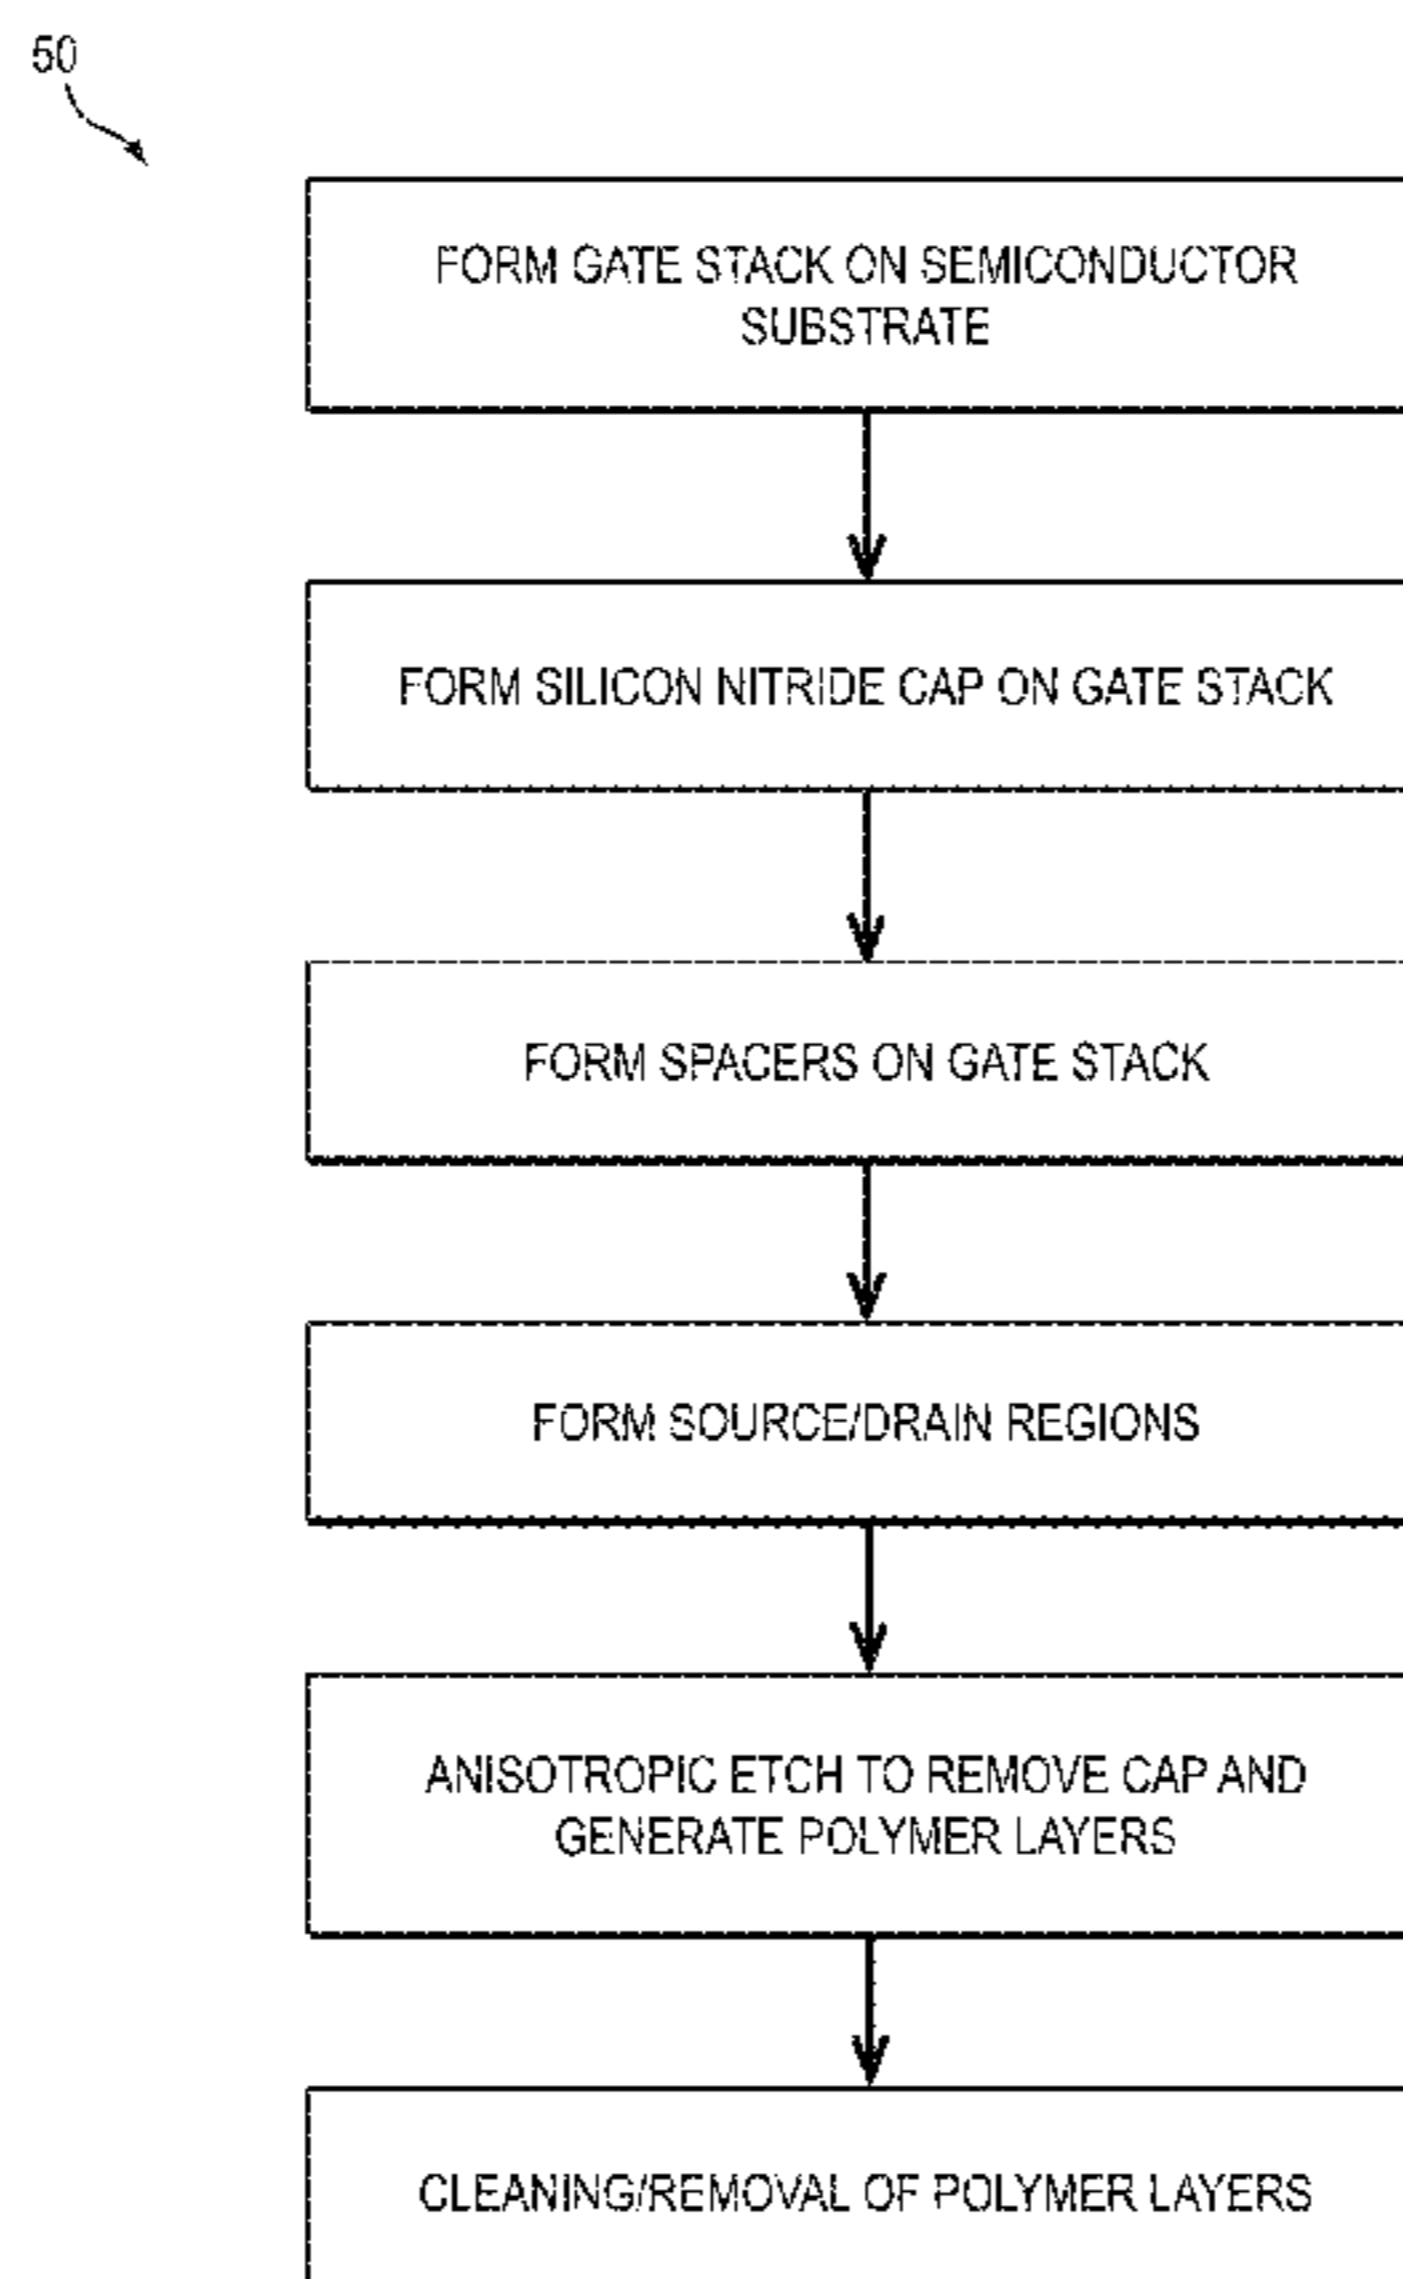 50
FORM GATE STACK ON SEMICONDUCTOR
SUBSTRATE
FORM SILICON NITRIDE CAP ON GATE STACK
FORM SPACERS ON GATE STACK
FORM SOURCE/DRAIN REGIONS
ANISOTROPIC ETCH TO REMOVE CAP AND
GENERATE POLYMER LAYERS
CLEANING/REMOVAL OF POLYMER LAYERS